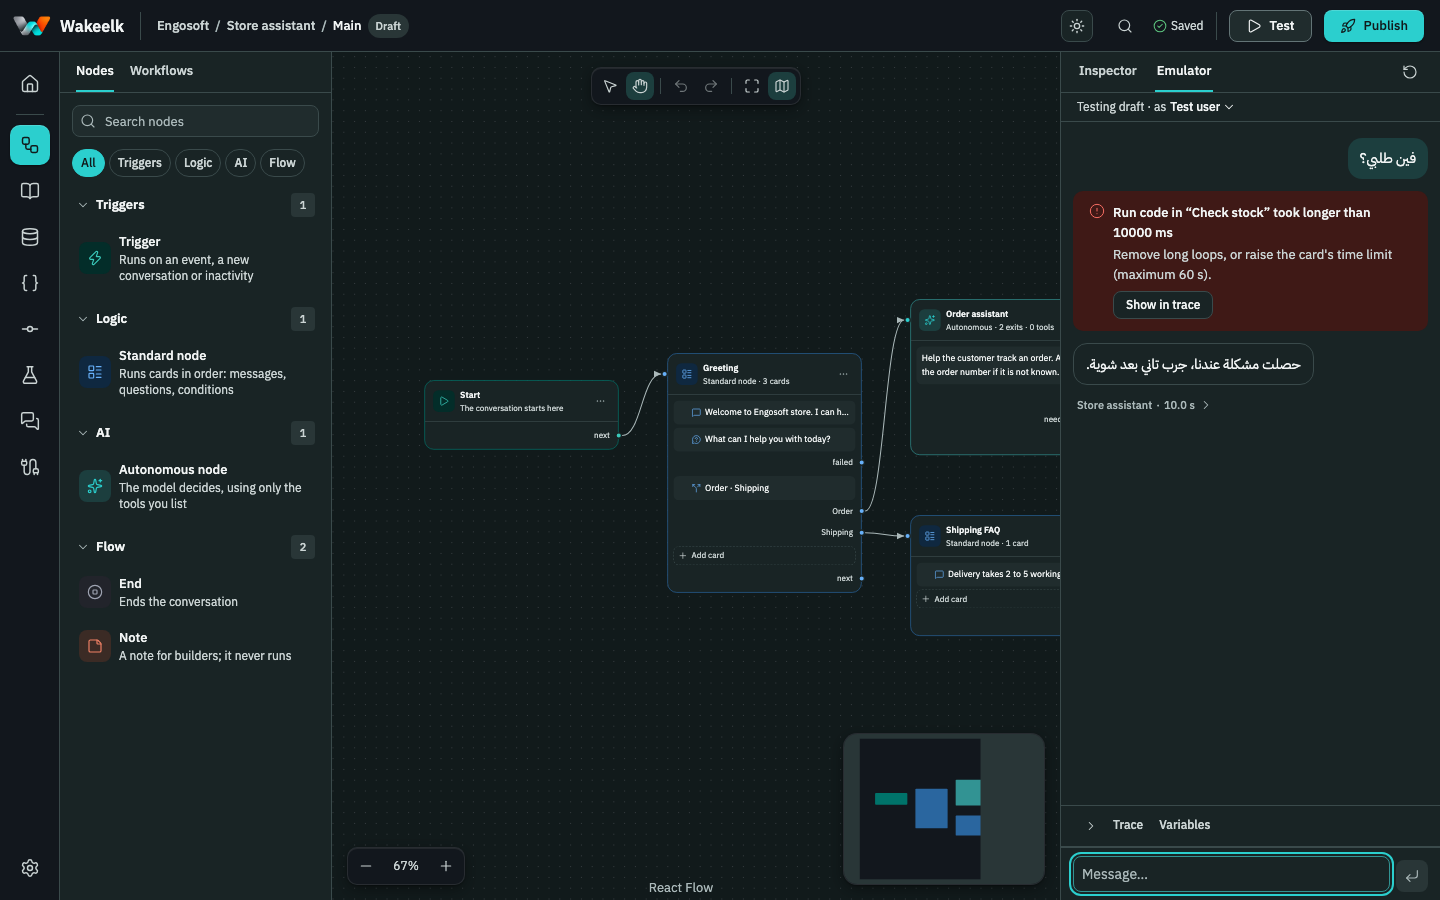 Wakeelk
Engosoft / Store assistant / Main Draft
Saved
Test
Publish
Nodes Workflows
Search nodes
All Triggers Logic AI Flow
Triggers 1
Trigger
Runs on an event, a new
conversation or inactivity
Logic 1
Standard node
Runs cards in order: messages,
questions, conditions
AI 1
Autonomous node
The model decides, using only the
tools you list
Flow 2
End
Ends the conversation
Note
A note for builders; it never runs
Start
The conversation starts here
next
Greeting
Standard node · 3 cards
Welcome to Engosoft store. I can h...
What can I help you with today?
failed
Order · Shipping
Order
Shipping
Add card
next
Order assistant
Autonomous · 2 exits · 0 tools
Help the customer track an order. A
the order number if it is not known.
Shipping FAQ
Standard node · 1 card
Delivery takes 2 to 5 working
Add card
67%
React Flow
Inspector Emulator
Testing draft · as Test user
فين طلبي؟
Run code in “Check stock” took longer than
10000 ms
Remove long loops, or raise the card's time limit
(maximum 60 s).
Show in trace
حصلت مشكلة عندنا، جرب تاني بعد شوية.
Store assistant · 10.0 s
Trace Variables
Message...